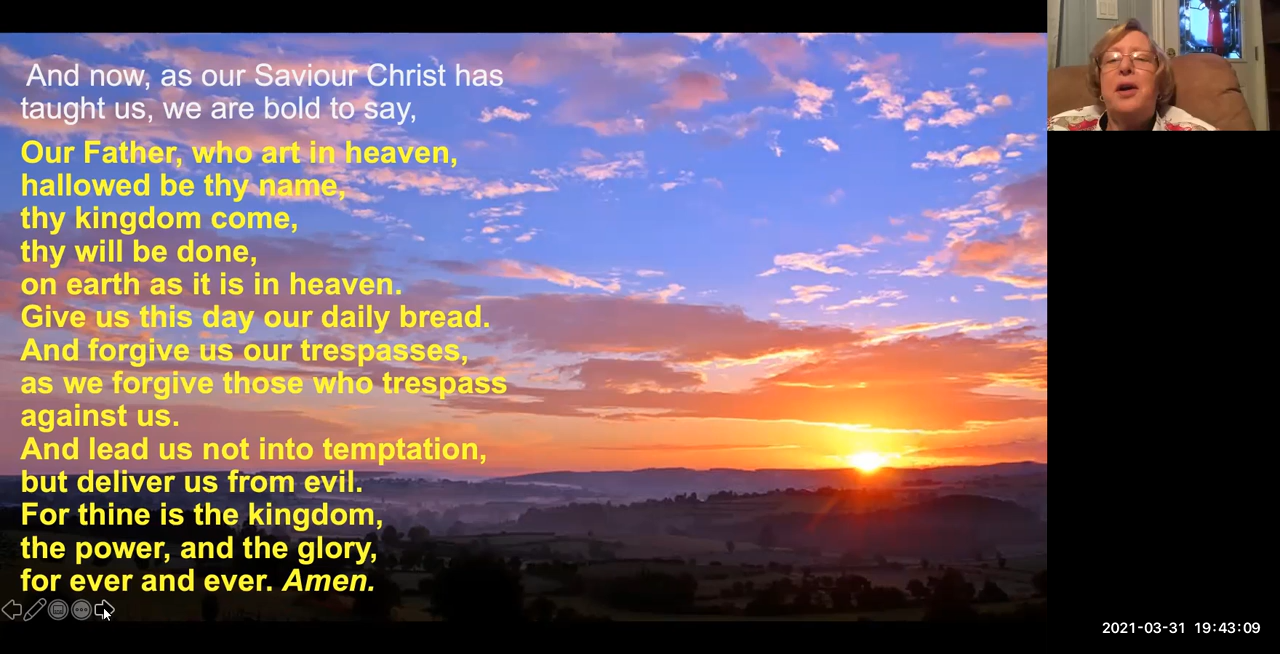 And now, as our Saviour Christ has
taught us, we are bold to say,
Our Father, who art in heaven,
hallowed be thy name,
thy kingdom come,
thy will be done,
on earth as it is in heaven.
Give us this day our daily bread.
And forgive us our trespasses,
as we forgive those who trespass
against us.
And lead us not into temptation,
but deliver us from evil.
For thine is the kingdom,
the power, and the glory,
for ever and ever. Amen.
2021-03-31 19:43:09